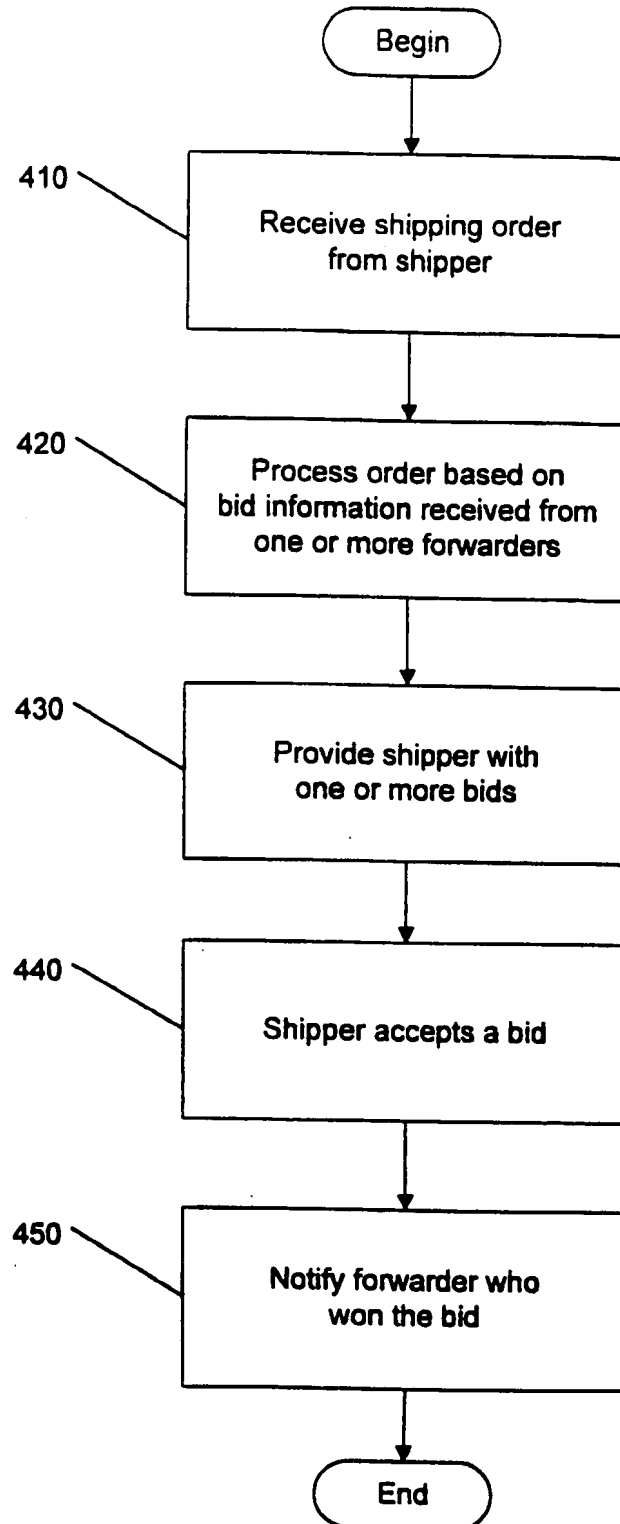 Begin
410
Receive shipping order
from shipper
420
Process order based on
bid information received from
one or more forwarders
430
Provide shipper with
one or more bids
440
Shipper accepts a bid
450
Notify forwarder who
won the bid
End